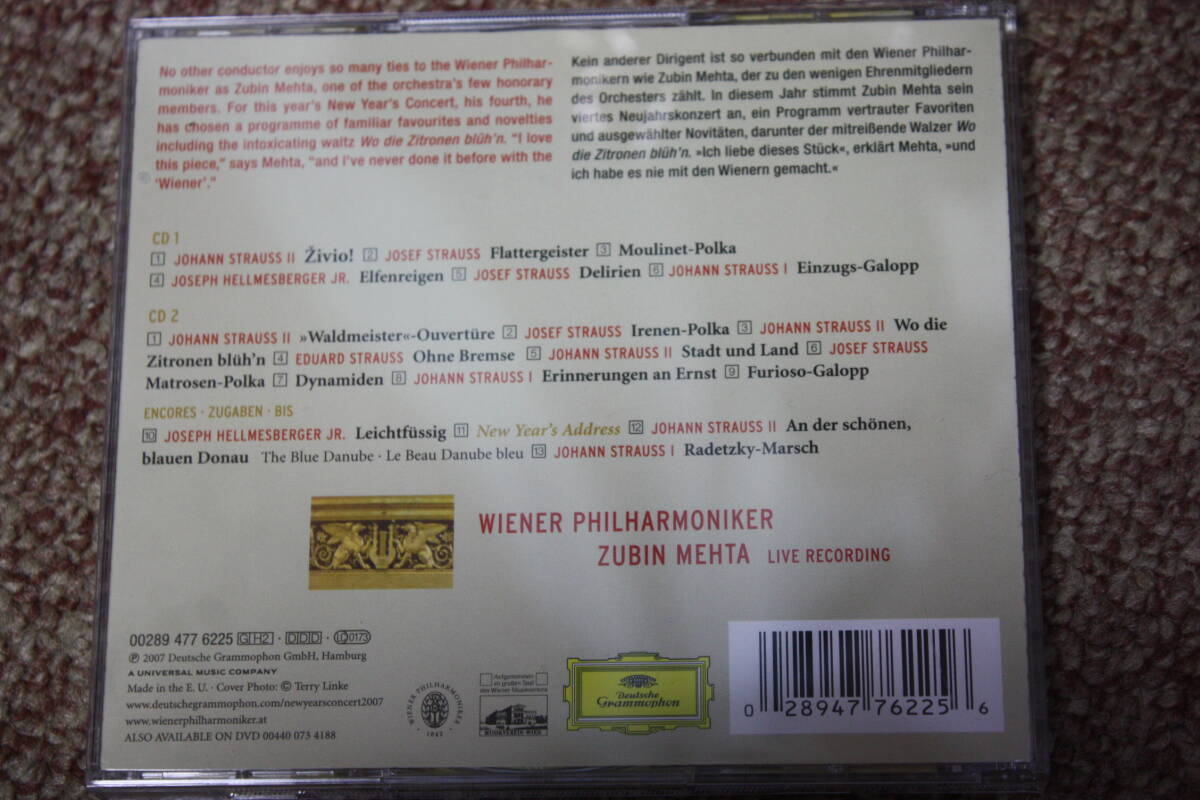 No other conductor enjoys so many ties to the Wiener Philhar-
moniker as Zubin Mehta, one of the orchestra's few honorary
members. For this year's New Year's Concert, his fourth, he
has chosen a programme of familiar favourites and novelties
including the intoxicating waltz Wo die Zitronen blüh'n. "I love
this piece," says Mehta, "and I've never done it before with the
'Wiener'."
Kein anderer Dirigent ist so verbunden mit den Wiener Philhar-
monikern wie Zubin Mehta, der zu den wenigen Ehrenmitgliedern
des Orchesters zählt. In diesem Jahr stimmt Zubin Mehta sein
viertes Neujahrskonzert an, ein Programm vertrauter Favoriten
und ausgewählter Novitäten, darunter der mitreißende Walzer Wo
die Zitronen blüh'n. »Ich liebe dieses Stück«, erklärt Mehta, »und
ich habe es nie mit den Wienern gemacht.«
CD 1
1 JOHANN STRAUSS II Živio! 2 JOSEF STRAUSS Flattergeister 3 Moulinet-Polka
4 JOSEPH HELLMESBERGER JR. Elfenreigen 5 JOSEF STRAUSS Delirien 6 JOHANN STRAUSS I Einzugs-Galopp
CD 2
1 JOHANN STRAUSS II »Waldmeister«-Ouvertüre 2 JOSEF STRAUSS Irenen-Polka 3 JOHANN STRAUSS II Wo die
Zitronen blüh'n 4 EDUARD STRAUSS Ohne Bremse 5 JOHANN STRAUSS II Stadt und Land 6 JOSEF STRAUSS
Matrosen-Polka 7 Dynamiden 8 JOHANN STRAUSS I Erinnerungen an Ernst 9 Furioso-Galopp
ENCORES · ZUGABEN · BIS
10 JOSEPH HELLMESBERGER JR. Leichtfüssig 11 New Year's Address 12 JOHANN STRAUSS II An der schönen,
blauen Donau The Blue Danube · Le Beau Danube bleu 13 JOHANN STRAUSS I Radetzky-Marsch
WIENER PHILHARMONIKER
ZUBIN MEHTA LIVE RECORDING
00289 477 6225 GH2 · DDD · LC0173
℗ 2007 Deutsche Grammophon GmbH, Hamburg
A UNIVERSAL MUSIC COMPANY
Made in the E. U. · Cover Photo: © Terry Linke
www.deutschegrammophon.com/newyearsconcert2007
www.wienerphilharmoniker.at
ALSO AVAILABLE ON DVD 00440 073 4188
WIENER PHILHARMONIKER
1842
Aufgenommen
im großen Saal
des Wiener Musikvereins
MUSIKVEREIN WIEN
Deutsche
Grammophon
0 28947 76225 6